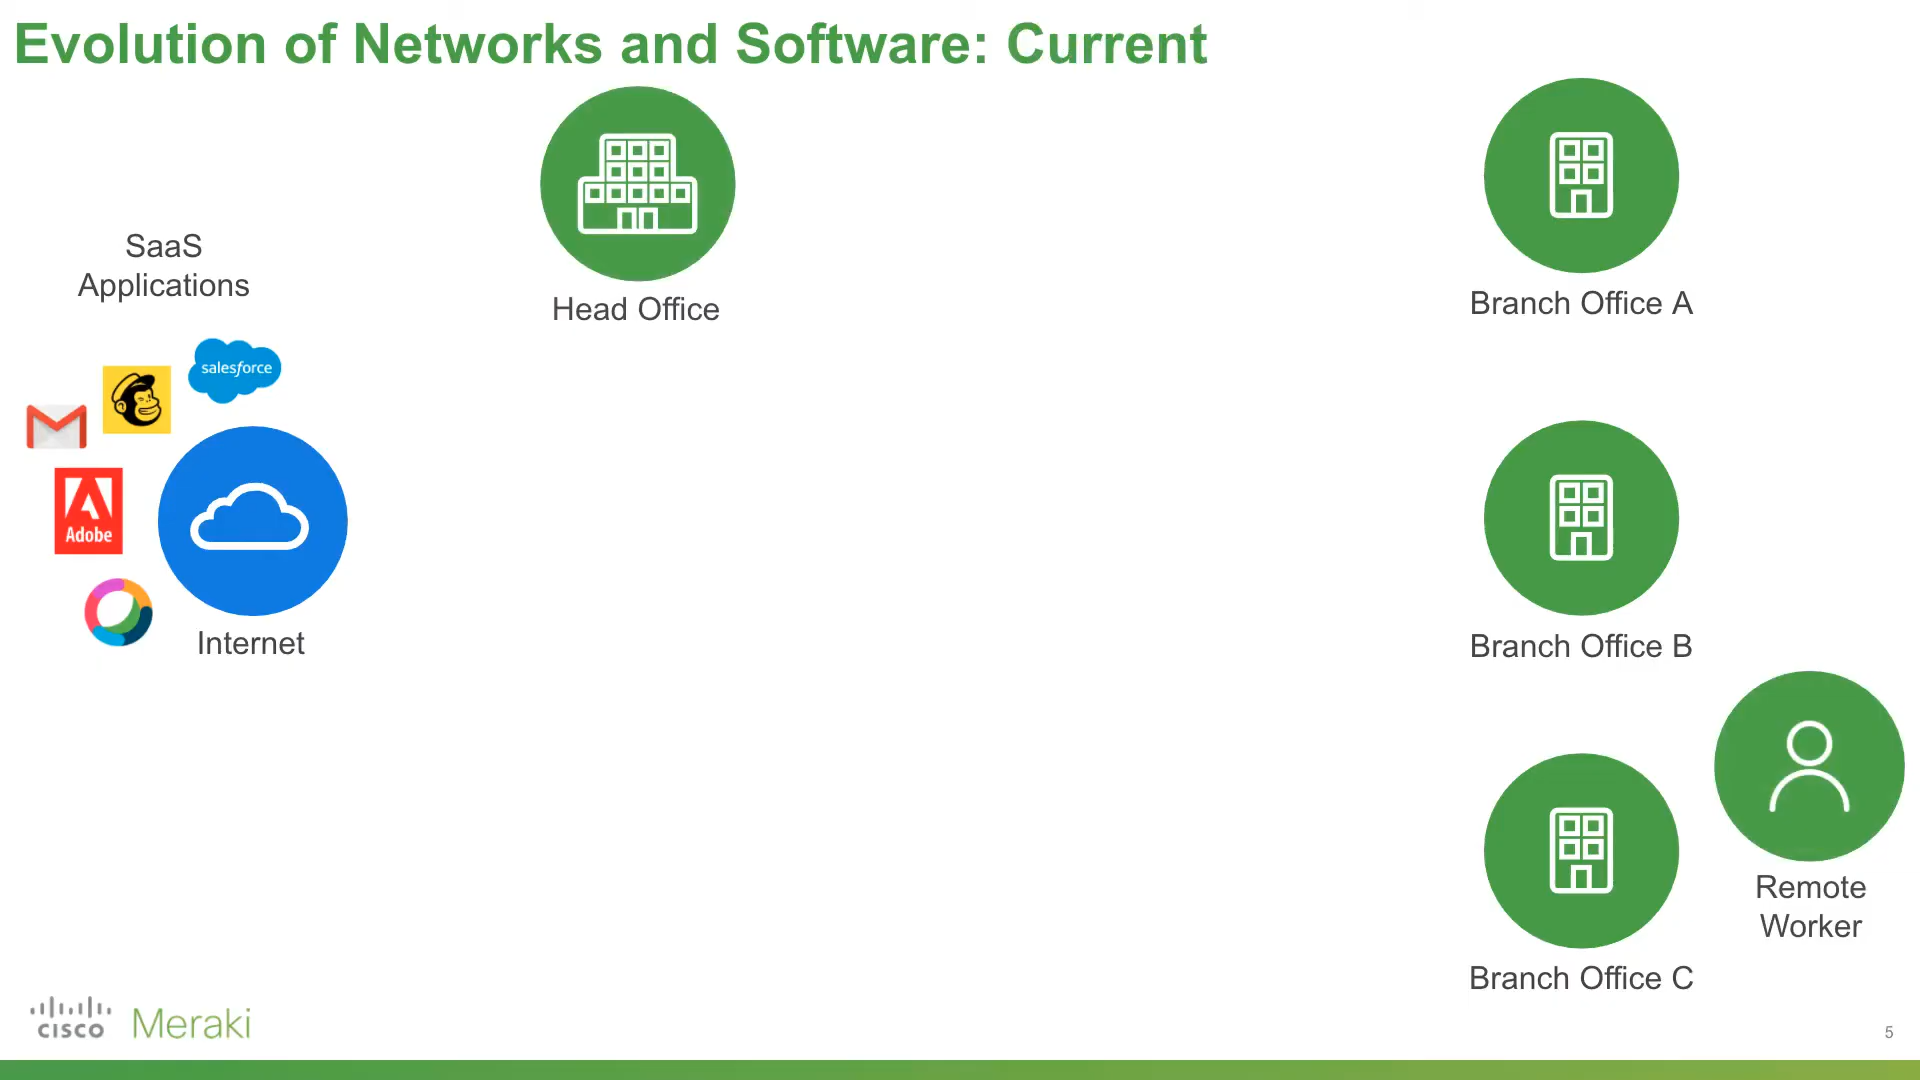 Evolution of Networks and Software: Current
SaaS
Applications
salesforce
Adobe
Internet
Head Office
Branch Office A
Branch Office B
Remote
Worker
Branch Office C
CISCO Meraki
5